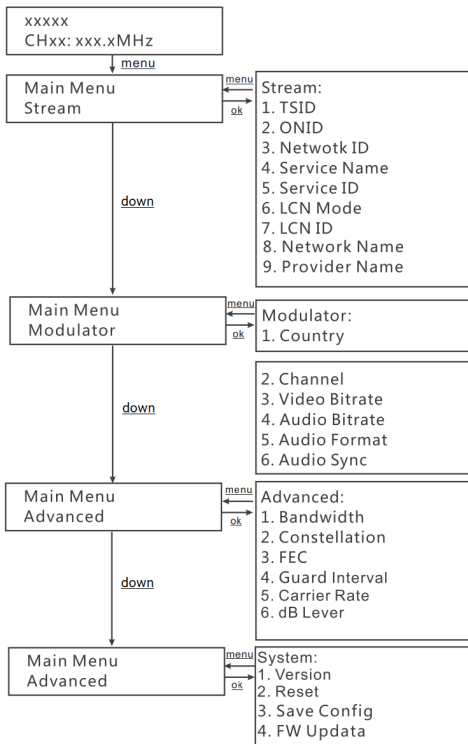 xxxxx
CHxx: xxx.xMHz
menu
Main Menu
Stream
menu
ok
Stream:
1. TSID
2. ONID
3. Netwotk ID
4. Service Name
5. Service ID
6. LCN Mode
7. LCN ID
8. Network Name
9. Provider Name
down
Main Menu
Modulator
menu
ok
Modulator:
1. Country
2. Channel
3. Video Bitrate
4. Audio Bitrate
5. Audio Format
6. Audio Sync
down
Main Menu
Advanced
menu
ok
Advanced:
1. Bandwidth
2. Constellation
3. FEC
4. Guard Interval
5. Carrier Rate
6. dB Lever
down
Main Menu
Advanced
menu
ok
System:
1. Version
2. Reset
3. Save Config
4. FW Updata